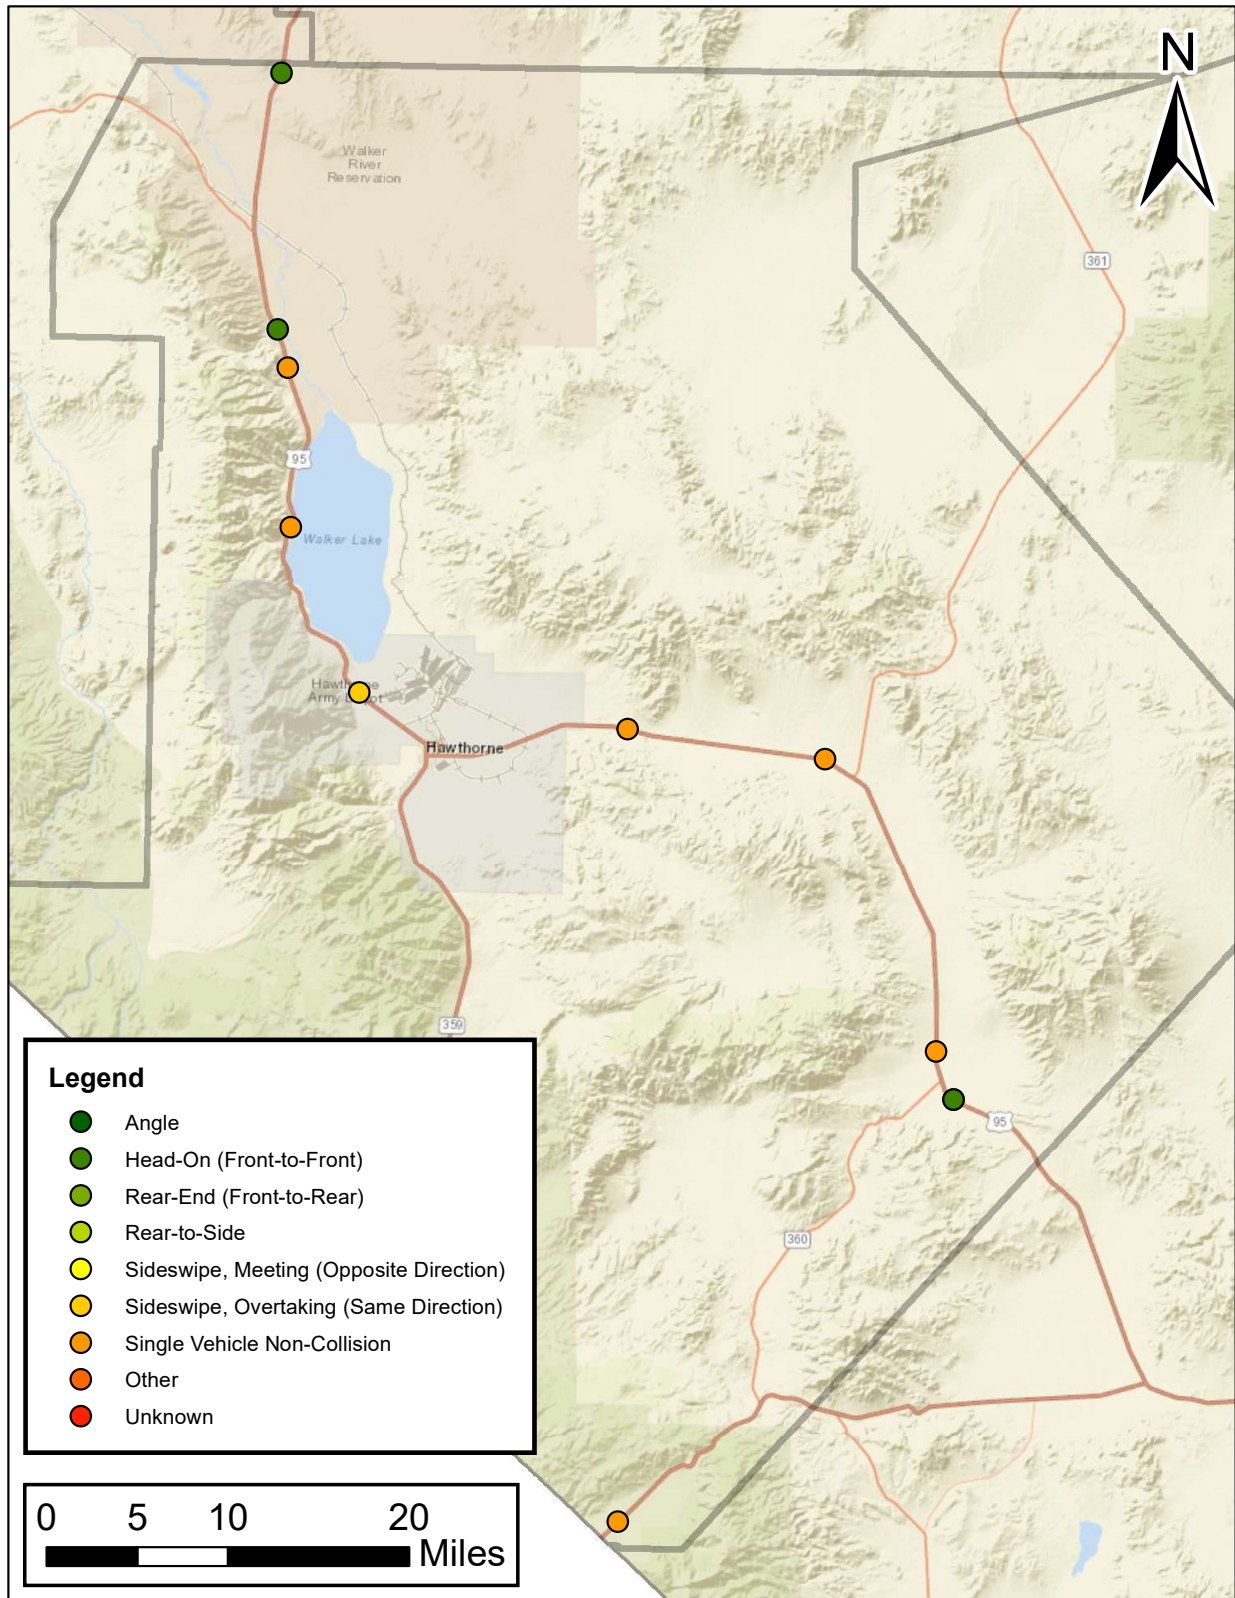 N
Walker
River
Reservation
361
95
Walker Lake
Hawthorne
Army Depot
Hawthorne
359
95
360
Legend
Angle
Head-On (Front-to-Front)
Rear-End (Front-to-Rear)
Rear-to-Side
Sideswipe, Meeting (Opposite Direction)
Sideswipe, Overtaking (Same Direction)
Single Vehicle Non-Collision
Other
Unknown
0 5 10 20
Miles